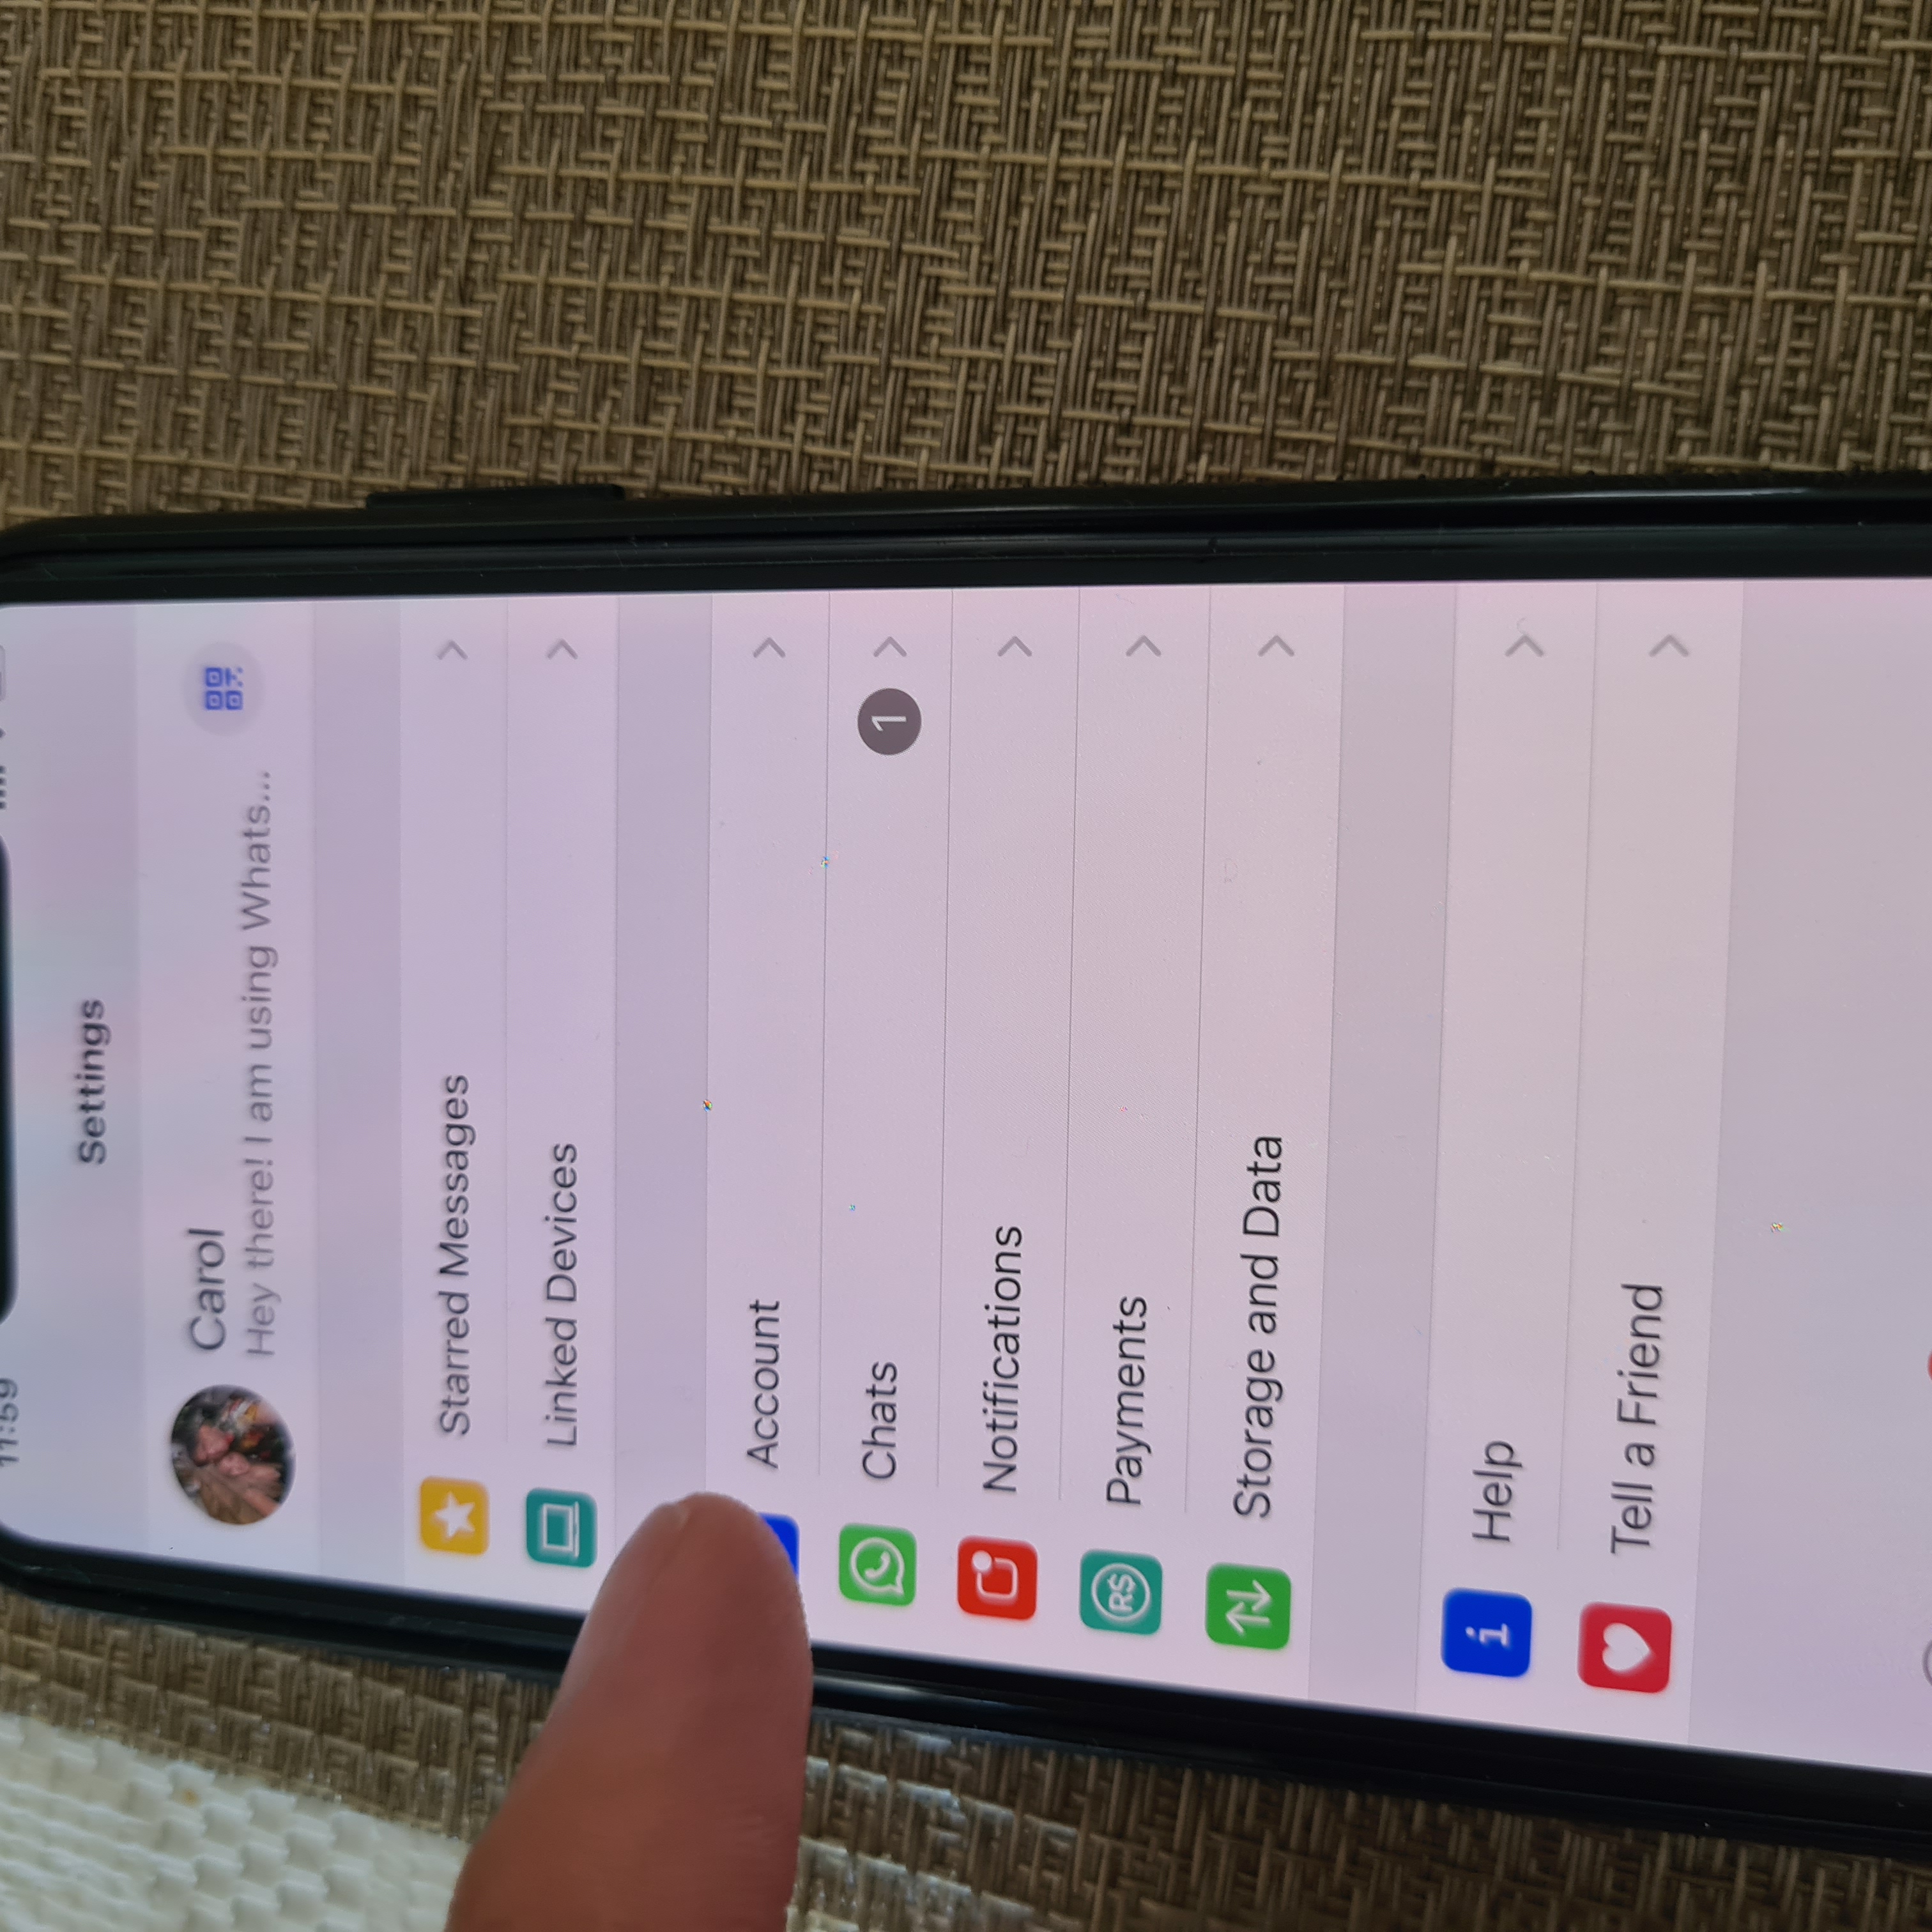 11:59
Settings
Carol
Hey there! I am using Whats...
Starred Messages
Linked Devices
Account
Chats
1
Notifications
R$
Payments
Storage and Data
i
Help
Tell a Friend